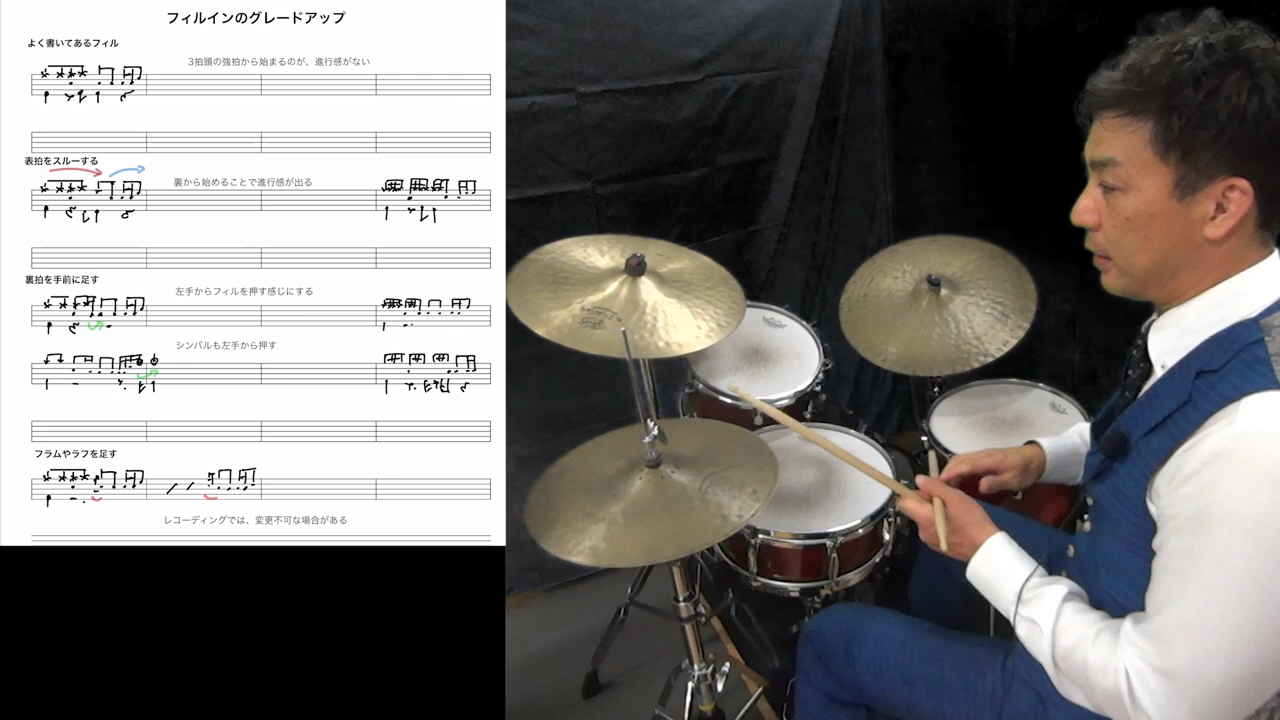 フィルインのグレードアップ
よく書いてあるフィル
3拍頭の強拍から始まるのが、進行感がない
表拍をスルーする
裏から始めることで進行感が出る
裏拍を手前に足す
左手からフィルを押す感じにする
シンバルも左手から押す
フラムやラフを足す
レコーディングでは、変更不可な場合がある